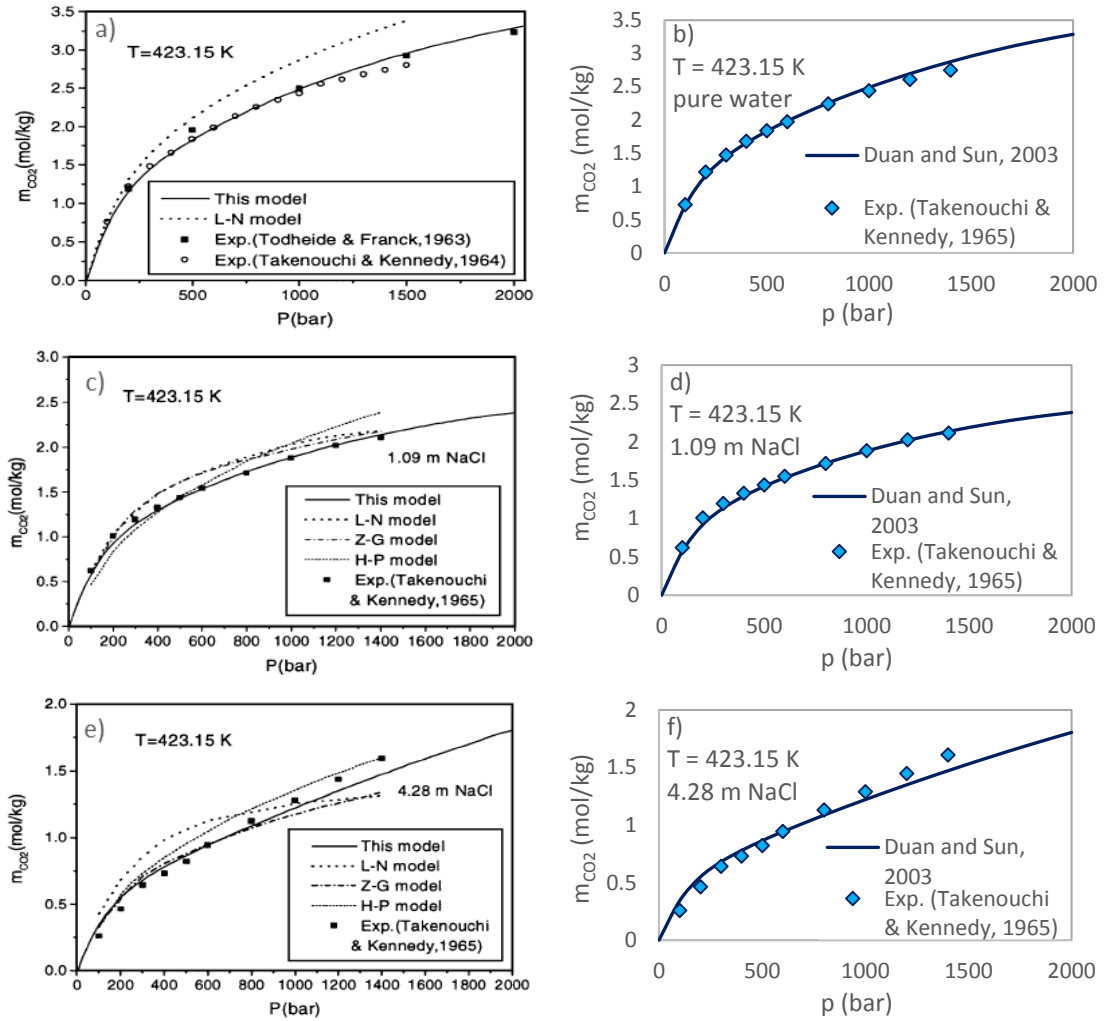 a)
T=423.15 K
3.5
3.0
2.5
2.0
1.5
1.0
0.5
0.0
mCO2(mol/kg)
This model
L-N model
Exp.(Todheide & Franck,1963)
Exp.(Takenouchi & Kennedy,1964)
0 500 1000 1500 2000
P(bar)
b)
T = 423.15 K
pure water
3.5
3
2.5
2
1.5
1
0.5
0
mCO2 (mol/kg)
Duan and Sun, 2003
Exp. (Takenouchi &
Kennedy, 1965)
0 500 1000 1500 2000
p (bar)
c)
T=423.15 K
3.0
2.5
2.0
1.5
1.0
0.5
0.0
mCO2(mol/kg)
1.09 m NaCl
This model
L-N model
Z-G model
H-P model
Exp.(Takenouchi
& Kennedy,1965)
0 200 400 600 800 1000 1200 1400 1600 1800 2000
P(bar)
d)
T = 423.15 K
1.09 m NaCl
3
2.5
2
1.5
1
0.5
0
mCO2 (mol/kg)
Duan and Sun,
2003
Exp. (Takenouchi
& Kennedy, 1965)
0 500 1000 1500 2000
p (bar)
e)
T=423.15 K
2.0
1.5
1.0
0.5
0.0
mCO2(mol/kg)
4.28 m NaCl
This model
L-N model
Z-G model
H-P model
Exp.(Takenouchi
& Kennedy,1965)
0 200 400 600 800 1000 1200 1400 1600 1800 2000
P(bar)
f)
T = 423.15 K
4.28 m NaCl
2
1.5
1
0.5
0
mCO2 (mol/kg)
Duan and Sun,
2003
Exp. (Takenouchi
& Kennedy, 1965)
0 500 1000 1500 2000
p (bar)